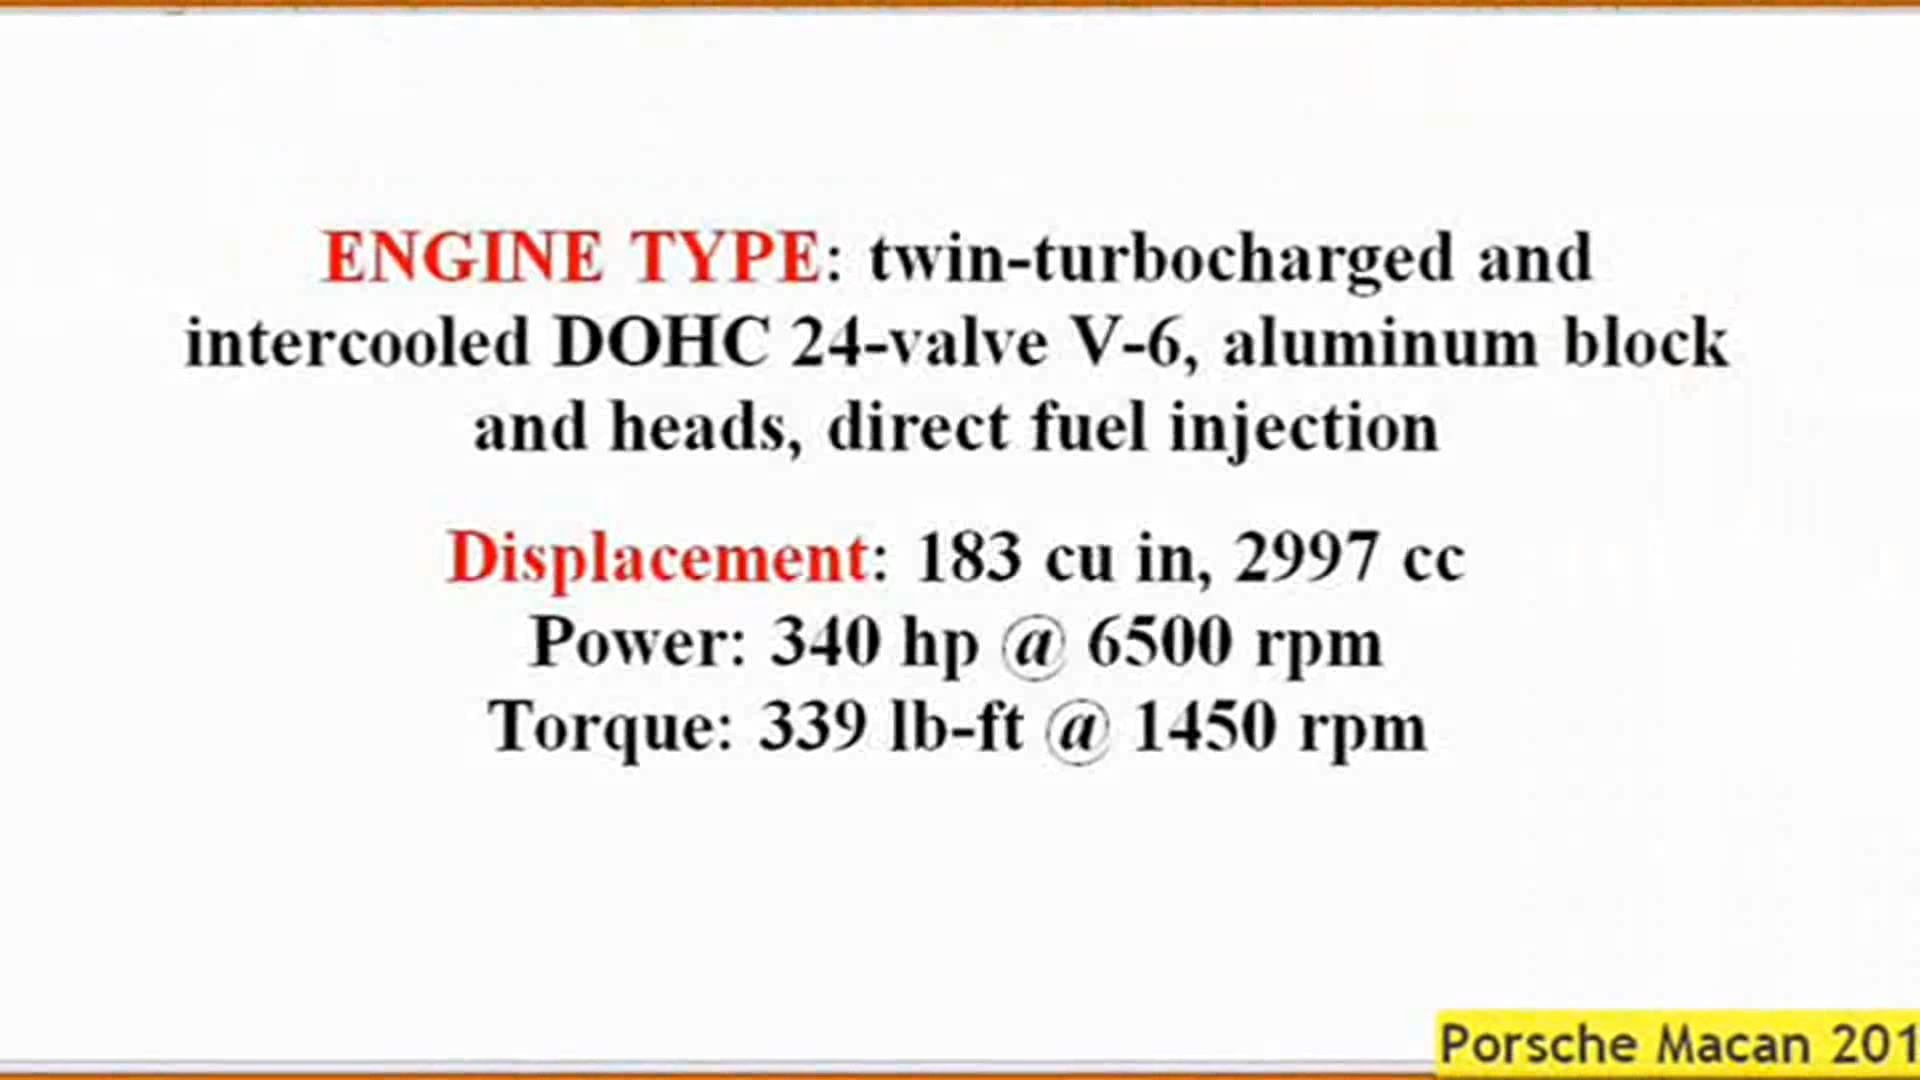 ENGINE TYPE: twin-turbocharged and
intercooled DOHC 24-valve V-6, aluminum block
and heads, direct fuel injection
Displacement: 183 cu in, 2997 cc
Power: 340 hp @ 6500 rpm
Torque: 339 lb-ft @ 1450 rpm
Porsche Macan 201